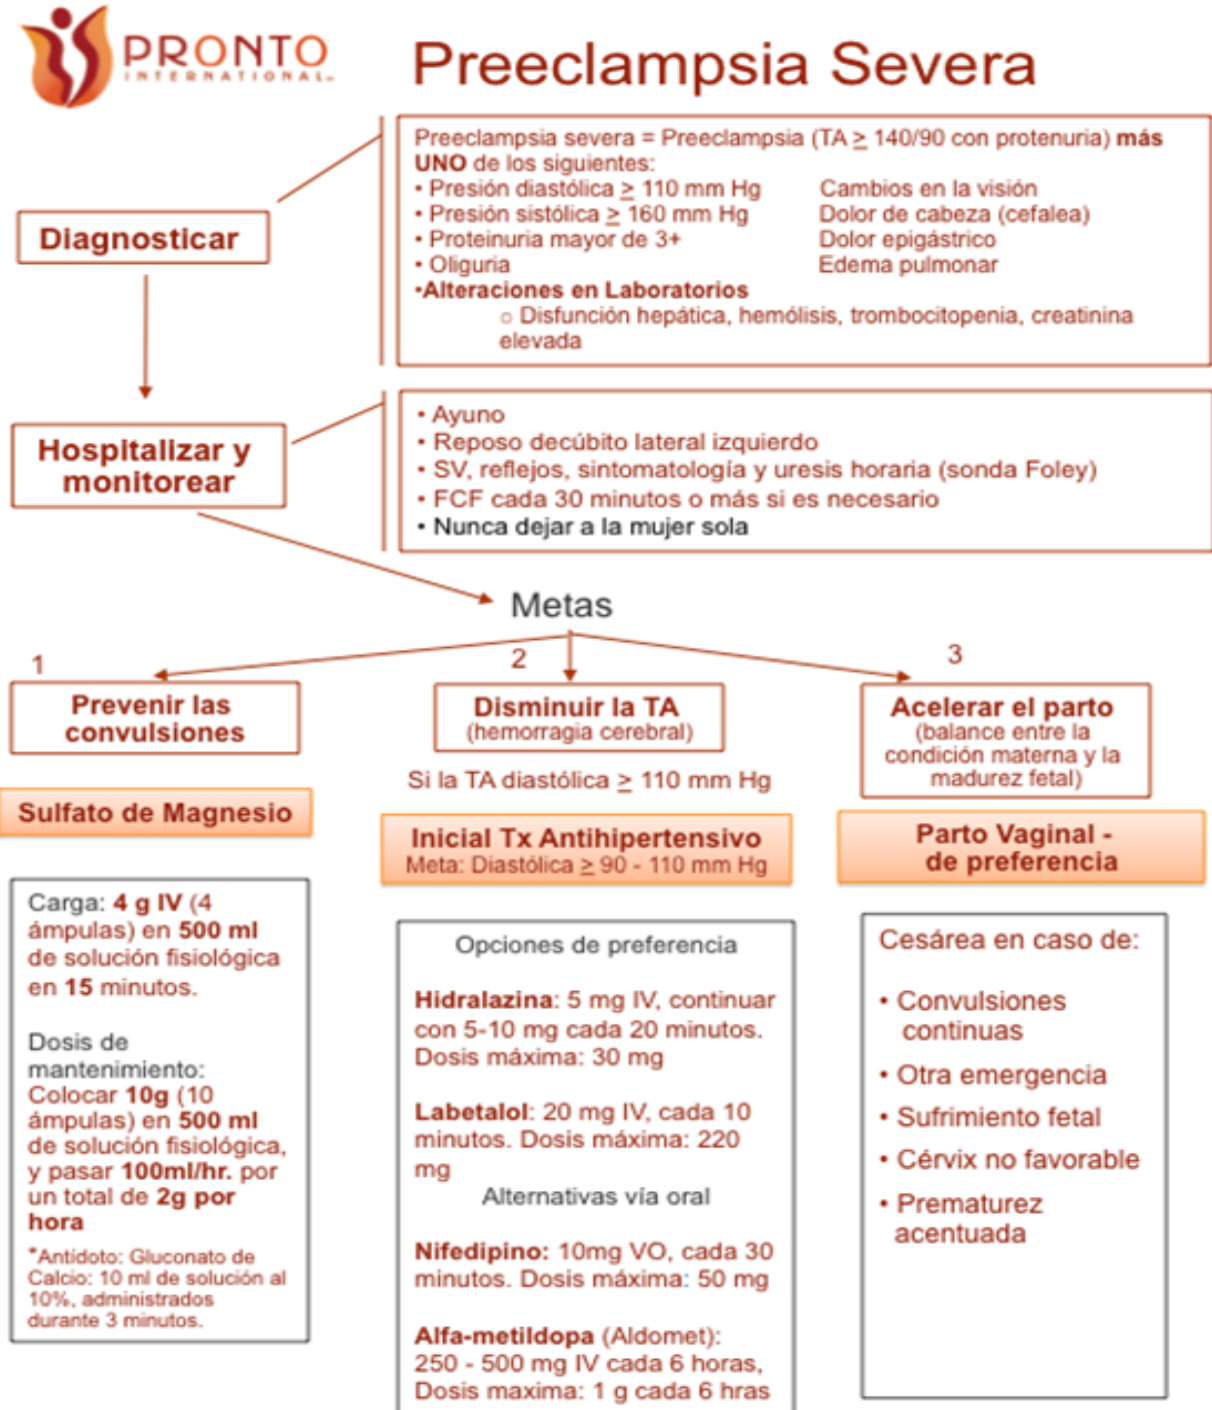 PRONTO
INTERNATIONAL
Preeclampsia Severa
Preeclampsia severa = Preeclampsia (TA ≥ 140/90 con protenuria) más
UNO de los siguientes:
• Presión diastólica ≥ 110 mm Hg Cambios en la visión
• Presión sistólica ≥ 160 mm Hg Dolor de cabeza (cefalea)
• Proteinuria mayor de 3+ Dolor epigástrico
• Oliguria Edema pulmonar
•Alteraciones en Laboratorios
○ Disfunción hepática, hemólisis, trombocitopenia, creatinina
elevada
Diagnosticar
Hospitalizar y
monitorear
• Ayuno
• Reposo decúbito lateral izquierdo
• SV, reflejos, sintomatología y uresis horaria (sonda Foley)
• FCF cada 30 minutos o más si es necesario
• Nunca dejar a la mujer sola
Metas
1
Prevenir las
convulsiones
Sulfato de Magnesio
Carga: 4 g IV (4
ámpulas) en 500 ml
de solución fisiológica
en 15 minutos.
Dosis de
mantenimiento:
Colocar 10g (10
ámpulas) en 500 ml
de solución fisiológica,
y pasar 100ml/hr. por
un total de 2g por
hora
*Antídoto: Gluconato de
Calcio: 10 ml de solución al
10%, administrados
durante 3 minutos.
2
Disminuir la TA
(hemorragia cerebral)
Si la TA diastólica ≥ 110 mm Hg
Inicial Tx Antihipertensivo
Meta: Diastólica ≥ 90 - 110 mm Hg
Opciones de preferencia
Hidralazina: 5 mg IV, continuar
con 5-10 mg cada 20 minutos.
Dosis máxima: 30 mg
Labetalol: 20 mg IV, cada 10
minutos. Dosis máxima: 220
mg
Alternativas vía oral
Nifedipino: 10mg VO, cada 30
minutos. Dosis máxima: 50 mg
Alfa-metildopa (Aldomet):
250 - 500 mg IV cada 6 horas,
Dosis maxima: 1 g cada 6 hras
3
Acelerar el parto
(balance entre la
condición materna y la
madurez fetal)
Parto Vaginal -
de preferencia
Cesárea en caso de:
• Convulsiones
continuas
• Otra emergencia
• Sufrimiento fetal
• Cérvix no favorable
• Prematurez
acentuada